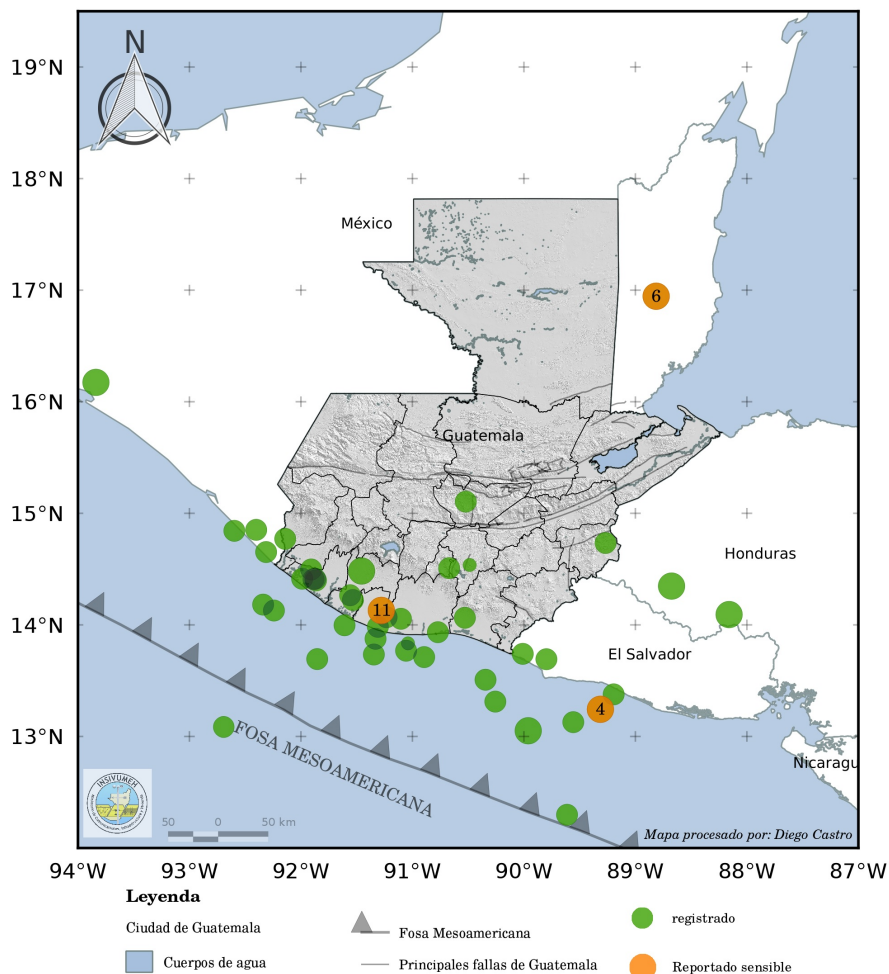 N
19°N
18°N
México
17°N
6
16°N
Guatemala
15°N
Honduras
11
14°N
El Salvador
4
13°N
FOSA MESOAMERICANA
Nicaragu
INSIVUMEH
50 0 50 km
Mapa procesado por: Diego Castro
94°W 93°W 92°W 91°W 90°W 89°W 88°W 87°W
Leyenda
Ciudad de Guatemala
Fosa Mesoamericana
registrado
Cuerpos de agua
Principales fallas de Guatemala
Reportado sensible